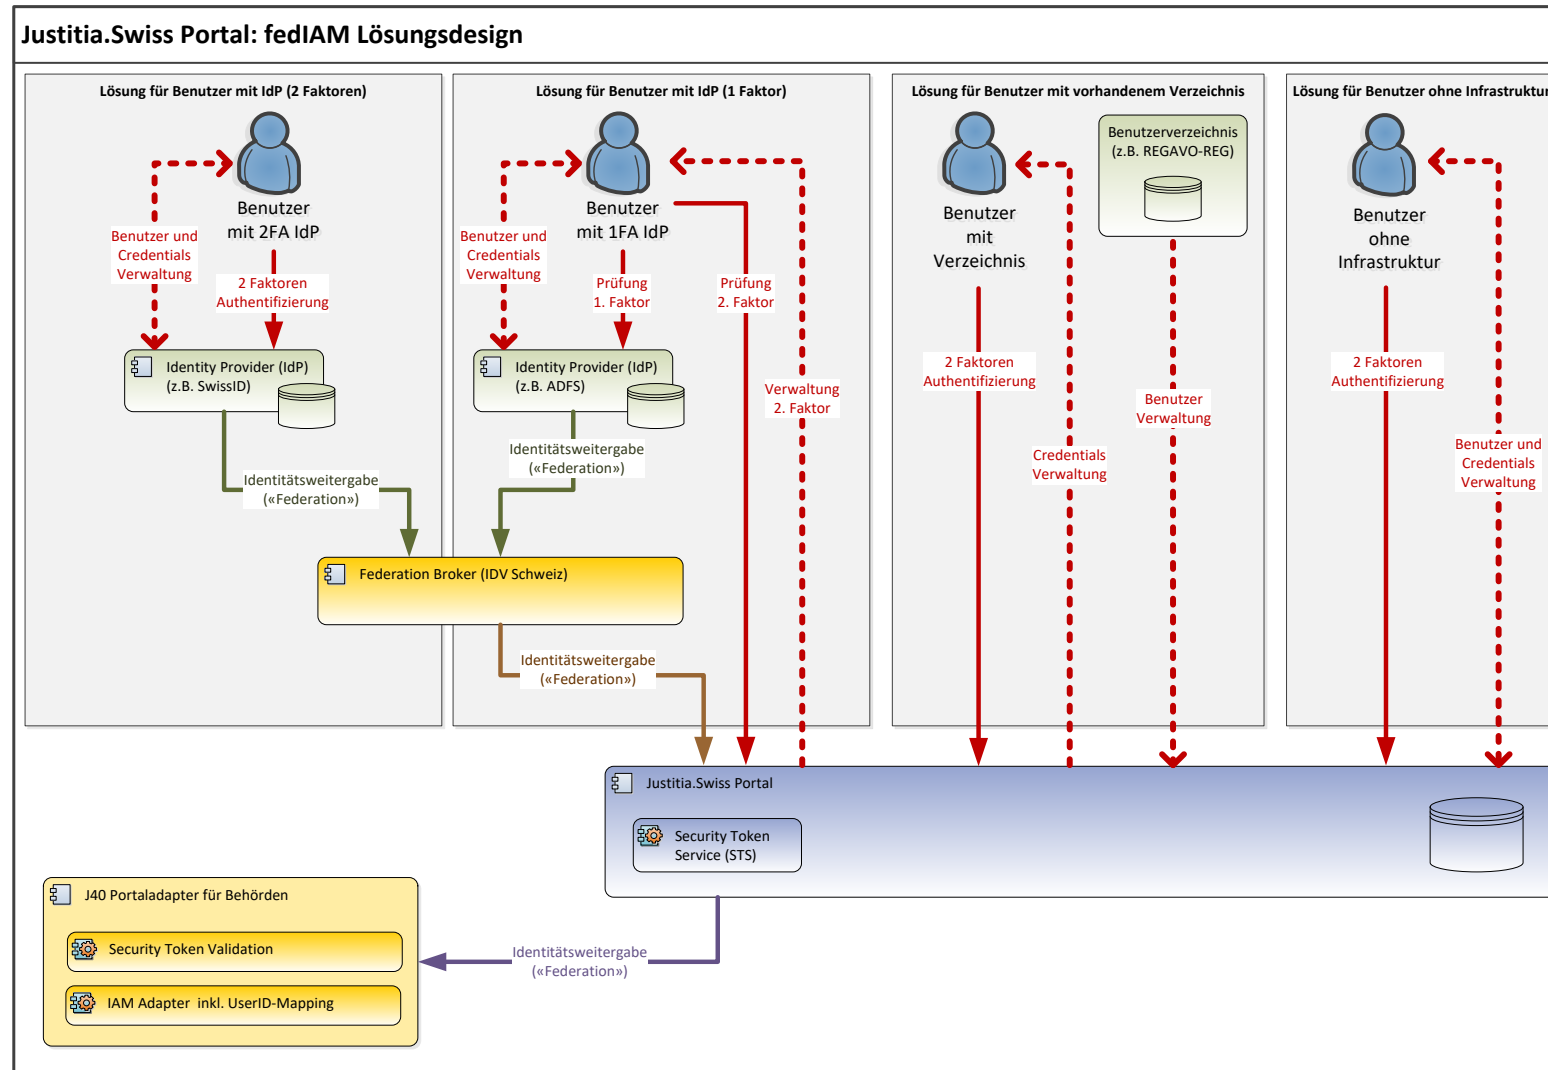 Justitia.Swiss Portal: fedIAM Lösungsdesign
Lösung für Benutzer mit IdP (2 Faktoren)
Benutzer
mit 2FA IdP
Benutzer und
Credentials
Verwaltung
2 Faktoren
Authentifizierung
Identity Provider (IdP)
(z.B. SwissID)
Identitätsweitergabe
(«Federation»)
Lösung für Benutzer mit IdP (1 Faktor)
Benutzer
mit 1FA IdP
Benutzer und
Credentials
Verwaltung
Prüfung
1. Faktor
Prüfung
2. Faktor
Identity Provider (IdP)
(z.B. ADFS)
Verwaltung
2. Faktor
Identitätsweitergabe
(«Federation»)
Federation Broker (IDV Schweiz)
Identitätsweitergabe
(«Federation»)
Lösung für Benutzer mit vorhandenem Verzeichnis
Benutzerverzeichnis
(z.B. REGAVO-REG)
Benutzer
mit
Verzeichnis
2 Faktoren
Authentifizierung
Benutzer
Verwaltung
Credentials
Verwaltung
Lösung für Benutzer ohne Infrastruktur
Benutzer
ohne
Infrastruktur
2 Faktoren
Authentifizierung
Benutzer und
Credentials
Verwaltung
Justitia.Swiss Portal
Security Token
Service (STS)
J40 Portaladapter für Behörden
Security Token Validation
IAM Adapter inkl. UserID-Mapping
Identitätsweitergabe
(«Federation»)